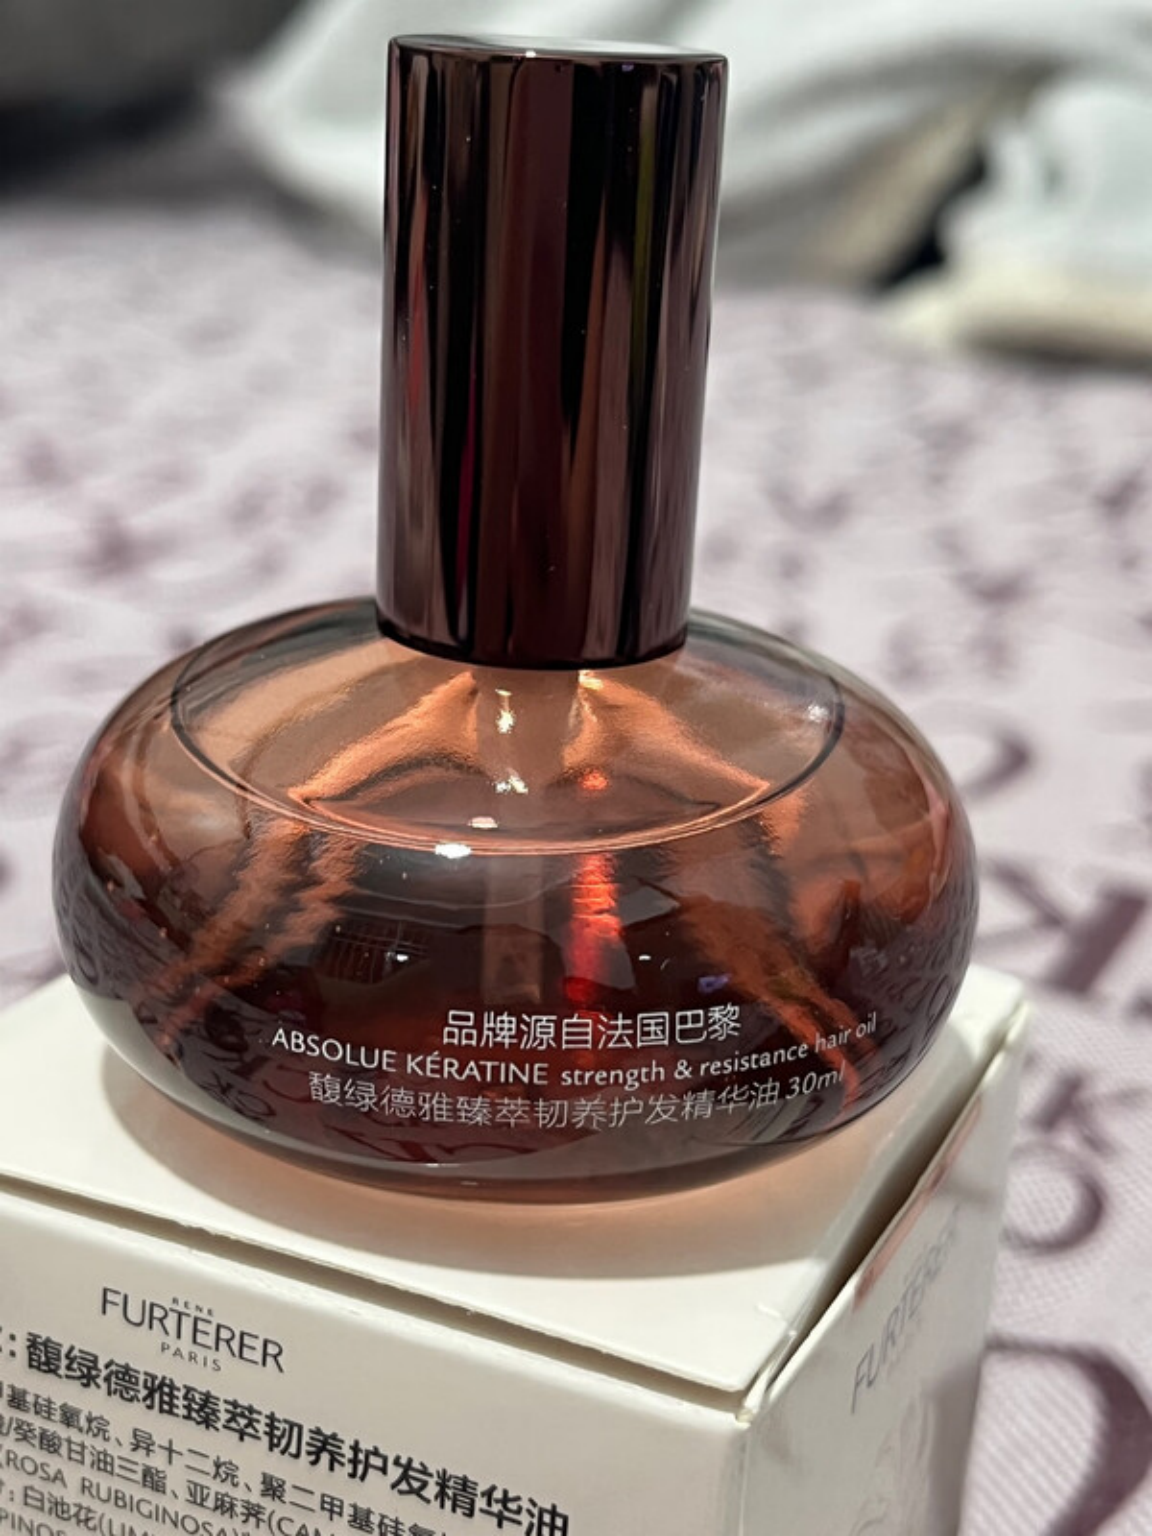 品牌源自法国巴黎
ABSOLUE KÉRATINE strength & resistance hair oil
馥绿德雅臻萃韧养护发精华油 30ml
RENE
FURTERER
PARIS
：馥绿德雅臻萃韧养护发精华油
基硅氧烷、异十二烷、聚二甲基硅氧
/癸酸甘油三酯、亚麻荠(CAM
(ROSA RUBIGINOSA)
：白池花(LIM
PINOS
FURTERER